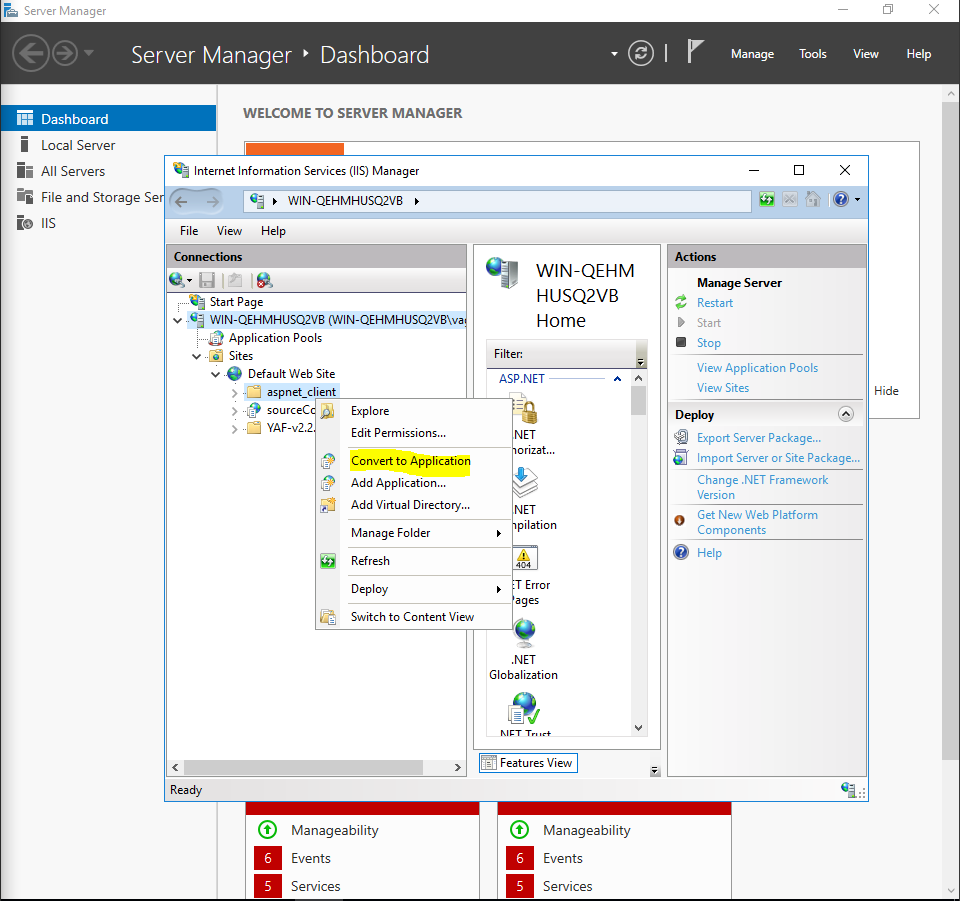 Server Manager
Server Manager • Dashboard
Manage
Tools
View
Help
Dashboard
Local Server
All Servers
File and Storage Ser
IIS
WELCOME TO SERVER MANAGER
Internet Information Services (IIS) Manager
WIN-QEHMHUSQ2VB
File
View
Help
Connections
Start Page
WIN-QEHMHUSQ2VB (WIN-QEHMHUSQ2VB\vag
Application Pools
Sites
Default Web Site
aspnet_client
sourceCo
YAF-v2.2.
Explore
Edit Permissions...
Convert to Application
Add Application...
Add Virtual Directory...
Manage Folder
Refresh
Deploy
Switch to Content View
WIN-QEHM
HUSQ2VB
Home
Filter:
ASP.NET
.NET
horizat...
.NET
npilation
404
ET Error
Pages
.NET
Globalization
.NET Trust
Features View
Actions
Manage Server
Restart
Start
Stop
View Application Pools
View Sites
Deploy
Export Server Package...
Import Server or Site Package...
Change .NET Framework
Version
Get New Web Platform
Components
Help
Hide
Ready
Manageability
6 Events
5 Services
Manageability
6 Events
5 Services